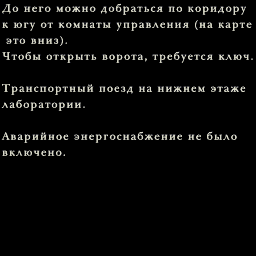 До него можно добраться по коридору
к югу от комнаты управления (на карте
это вниз).
Чтобы открыть ворота, требуется ключ.
Транспортный поезд на нижнем этаже
лаборатории.
Аварийное энергоснабжение не было
включено.